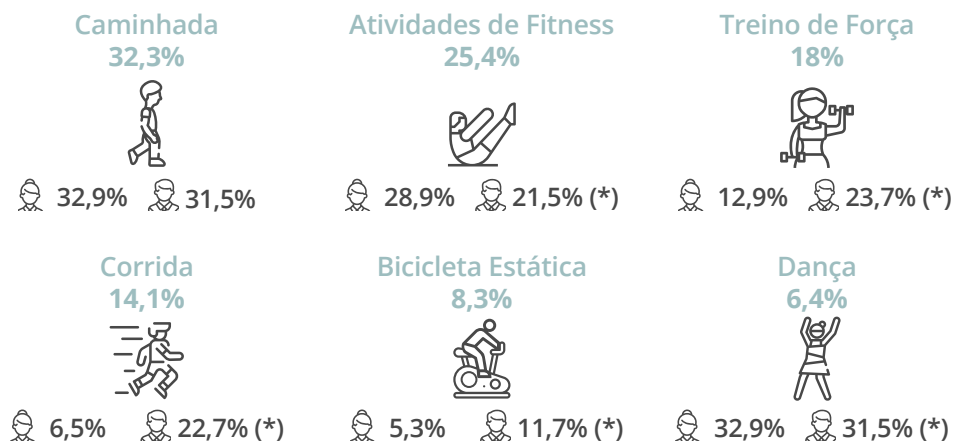 Caminhada
32,3%
32,9% 31,5%
Atividades de Fitness
25,4%
28,9% 21,5% (*)
Treino de Força
18%
12,9% 23,7% (*)
Corrida
14,1%
6,5% 22,7% (*)
Bicicleta Estática
8,3%
5,3% 11,7% (*)
Dança
6,4%
32,9% 31,5% (*)